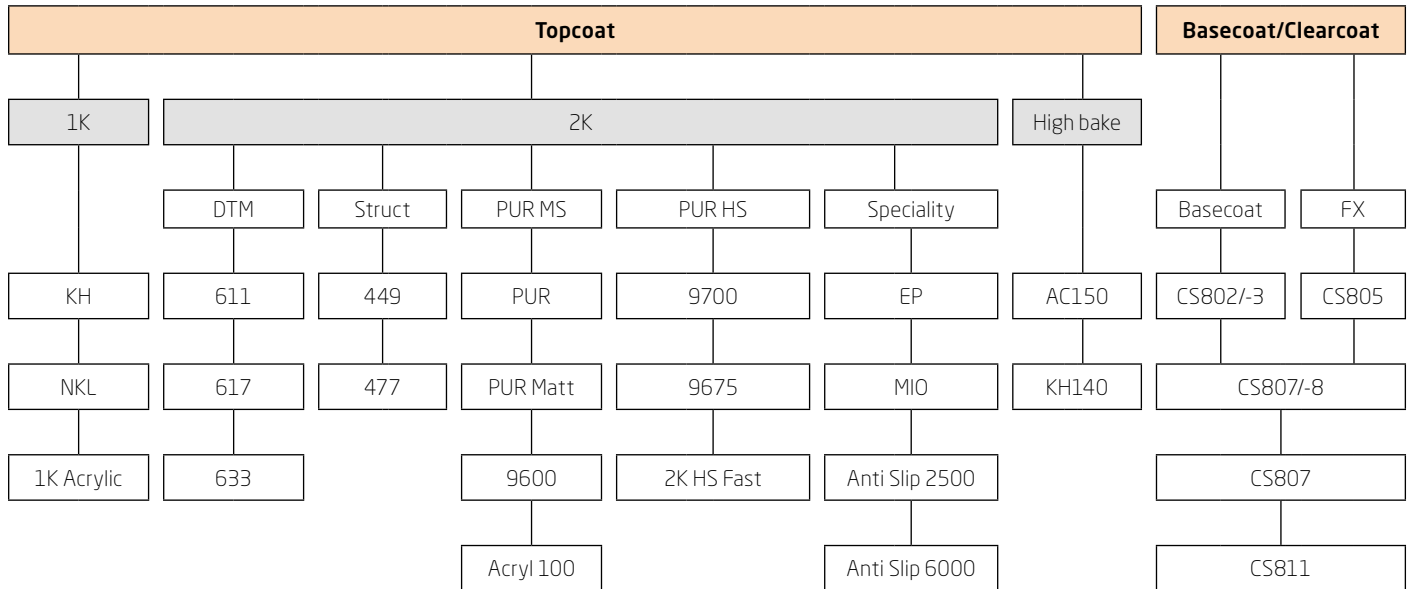 Topcoat
Basecoat/Clearcoat
1K
2K
High bake
DTM
Struct
PUR MS
PUR HS
Speciality
Basecoat
FX
KH
611
449
PUR
9700
EP
AC150
CS802/-3
CS805
NKL
617
477
PUR Matt
9675
MIO
KH140
CS807/-8
1K Acrylic
633
9600
2K HS Fast
Anti Slip 2500
CS807
Acryl 100
Anti Slip 6000
CS811